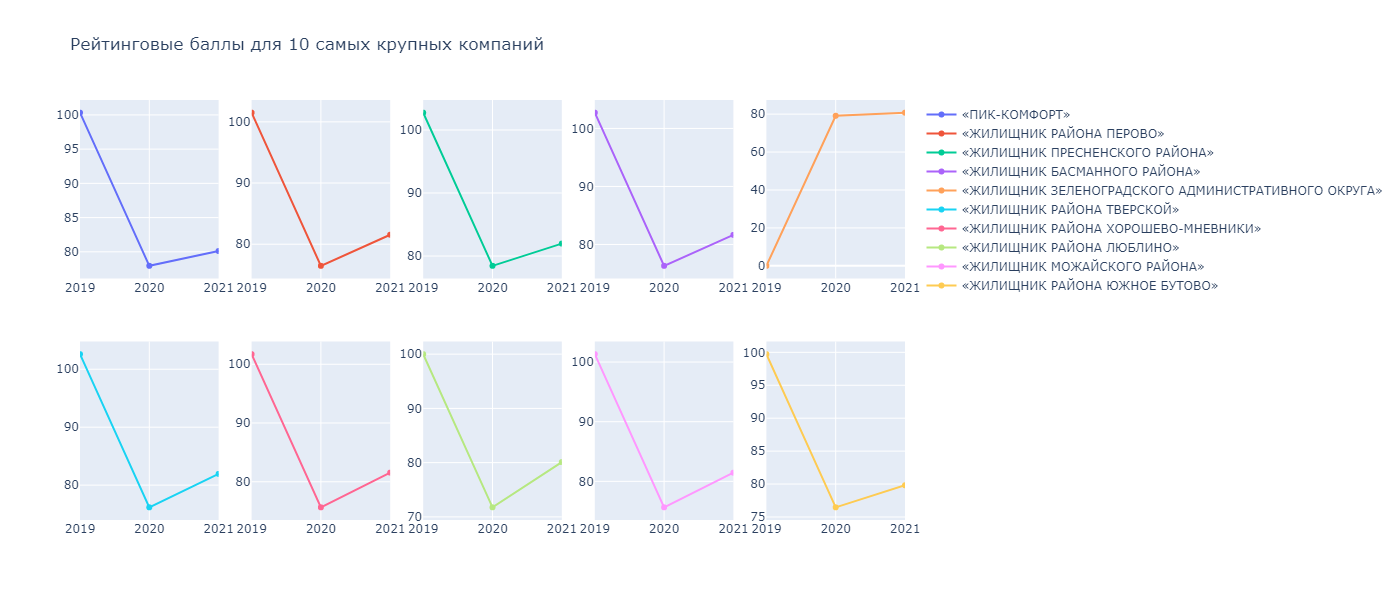 Рейтинговые баллы для 10 самых крупных компаний
100
95
90
85
80
2019 2020 2021
100
90
80
2019 2020 2021
100
90
80
2019 2020 2021
100
90
80
2019 2020 2021
80
60
40
20
0
2019 2020 2021
«ПИК-КОМФОРТ»
«ЖИЛИЩНИК РАЙОНА ПЕРОВО»
«ЖИЛИЩНИК ПРЕСНЕНСКОГО РАЙОНА»
«ЖИЛИЩНИК БАСМАННОГО РАЙОНА»
«ЖИЛИЩНИК ЗЕЛЕНОГРАДСКОГО АДМИНИСТРАТИВНОГО ОКРУГА»
«ЖИЛИЩНИК РАЙОНА ТВЕРСКОЙ»
«ЖИЛИЩНИК РАЙОНА ХОРОШЕВО-МНЕВНИКИ»
«ЖИЛИЩНИК РАЙОНА ЛЮБЛИНО»
«ЖИЛИЩНИК МОЖАЙСКОГО РАЙОНА»
«ЖИЛИЩНИК РАЙОНА ЮЖНОЕ БУТОВО»
100
90
80
2019 2020 2021
100
90
80
2019 2020 2021
100
90
80
70
2019 2020 2021
100
90
80
2019 2020 2021
100
95
90
85
80
75
2019 2020 2021